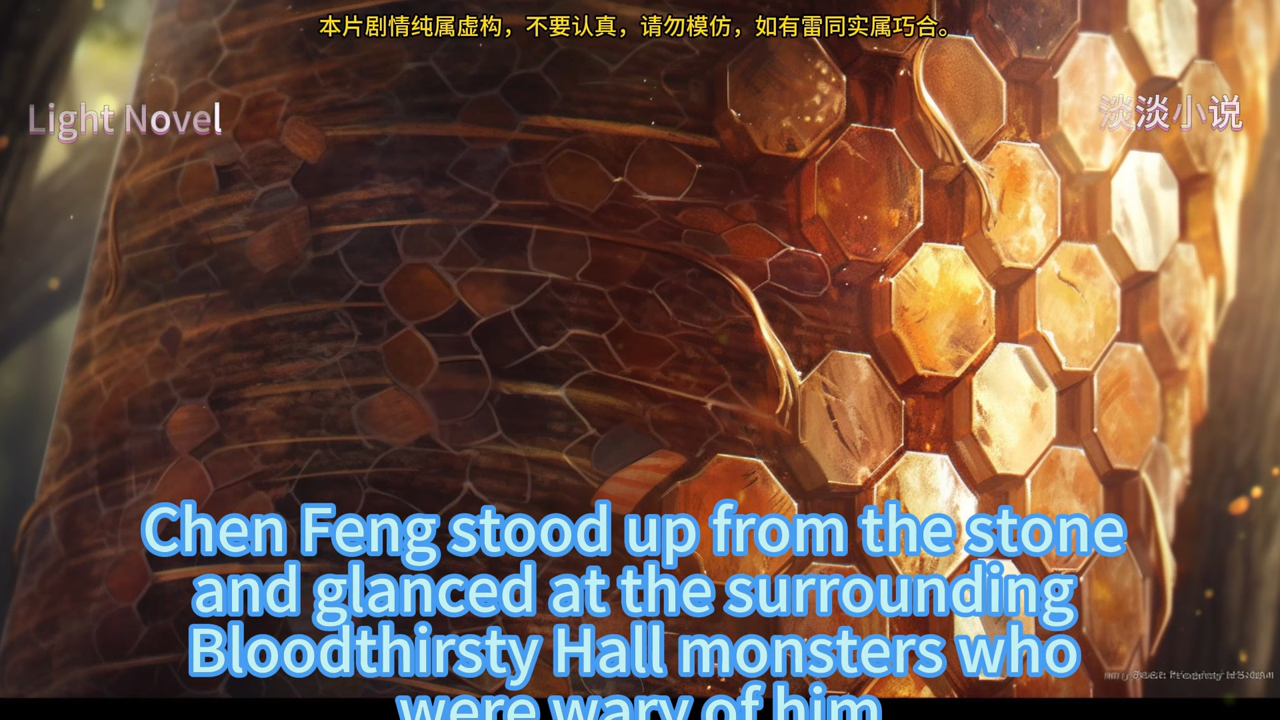 本片剧情纯属虚构，不要认真，请勿模仿，如有雷同实属巧合。
Light Novel
淡淡小说
Chen Feng stood up from the stone
and glanced at the surrounding
Bloodthirsty Hall monsters who
were wary of him